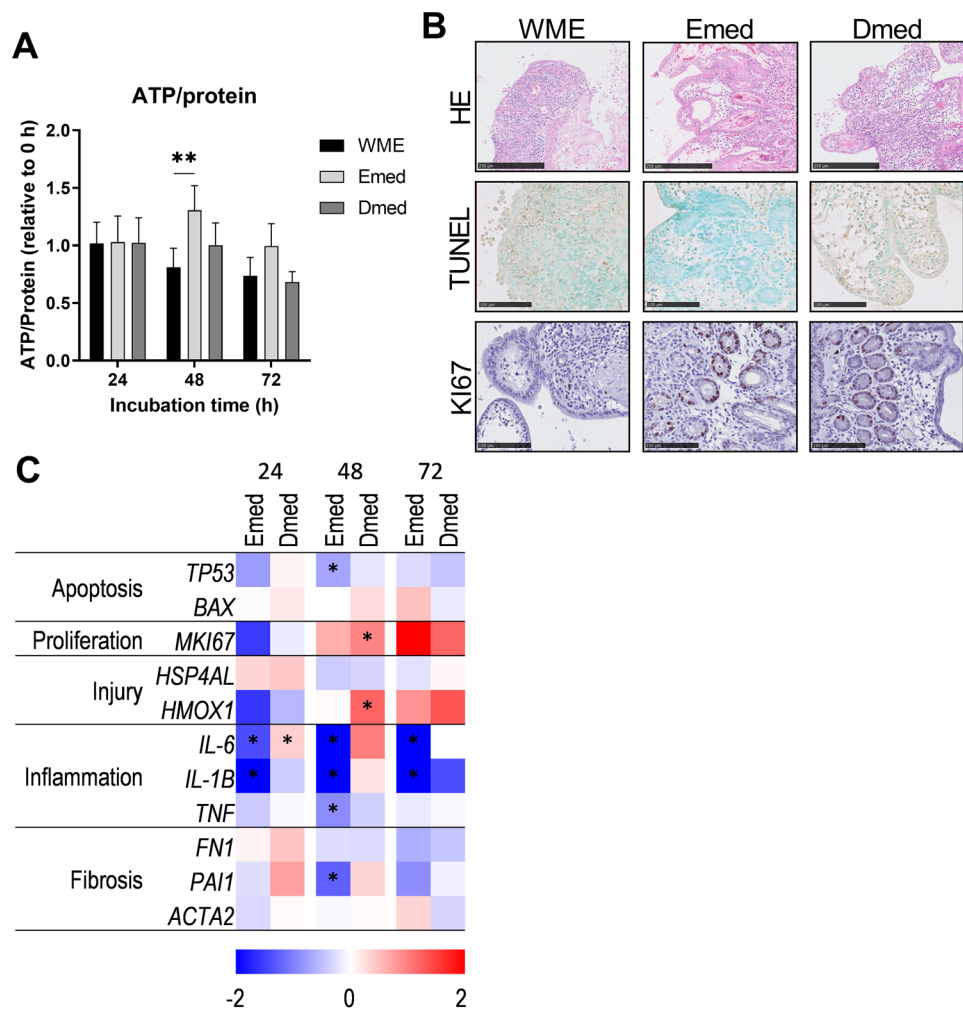 A
ATP/protein
ATP/Protein (relative to 0 h)
2.0
1.5
1.0
0.5
0.0
**
24
48
72
Incubation time (h)
WME
Emed
Dmed
B
WME
Emed
Dmed
HE
TUNEL
KI67
C
24
48
72
Emed
Dmed
Emed
Dmed
Emed
Dmed
Apoptosis
TP53
*
BAX
Proliferation
MKI67
*
Injury
HSP4AL
HMOX1
*
Inflammation
IL-6
* * * *
IL-1B
* * *
TNF
*
Fibrosis
FN1
PAI1
*
ACTA2
-2
0
2